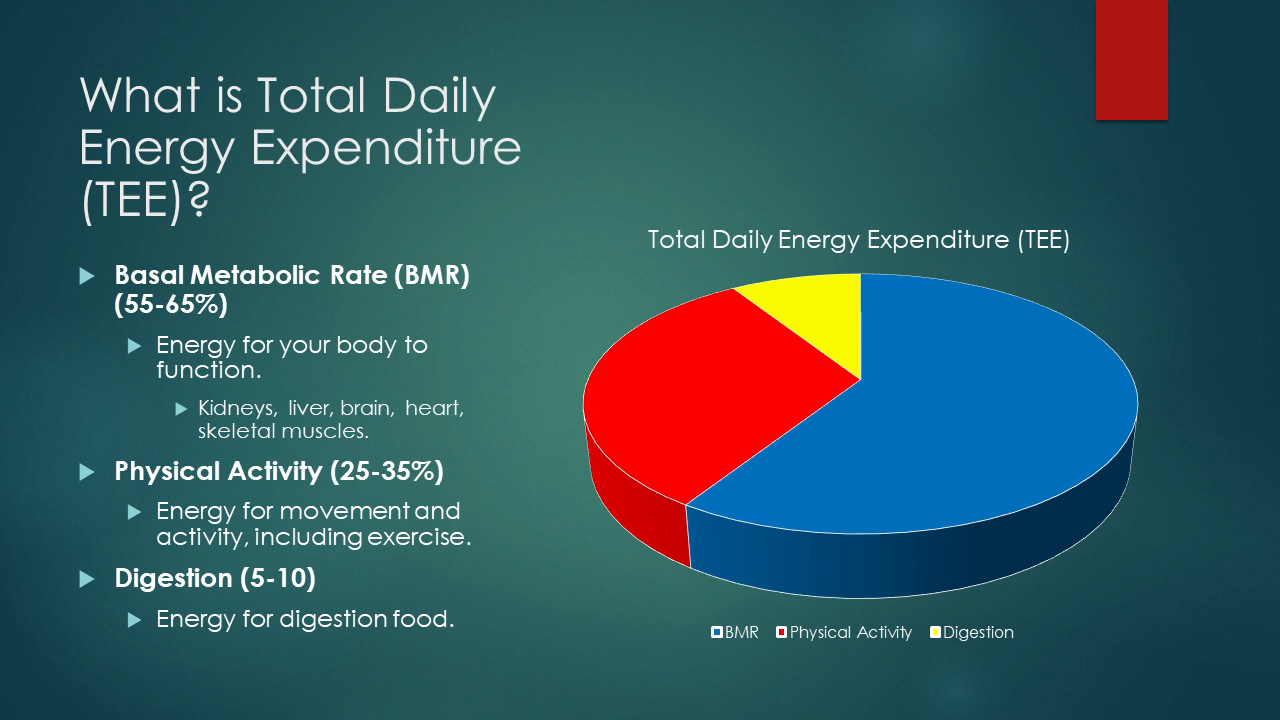 What is Total Daily
Energy Expenditure
(TEE)?
Basal Metabolic Rate (BMR)
(55-65%)
Energy for your body to
function.
Kidneys, liver, brain, heart,
skeletal muscles.
Physical Activity (25-35%)
Energy for movement and
activity, including exercise.
Digestion (5-10)
Energy for digestion food.
Total Daily Energy Expenditure (TEE)
BMR Physical Activity Digestion